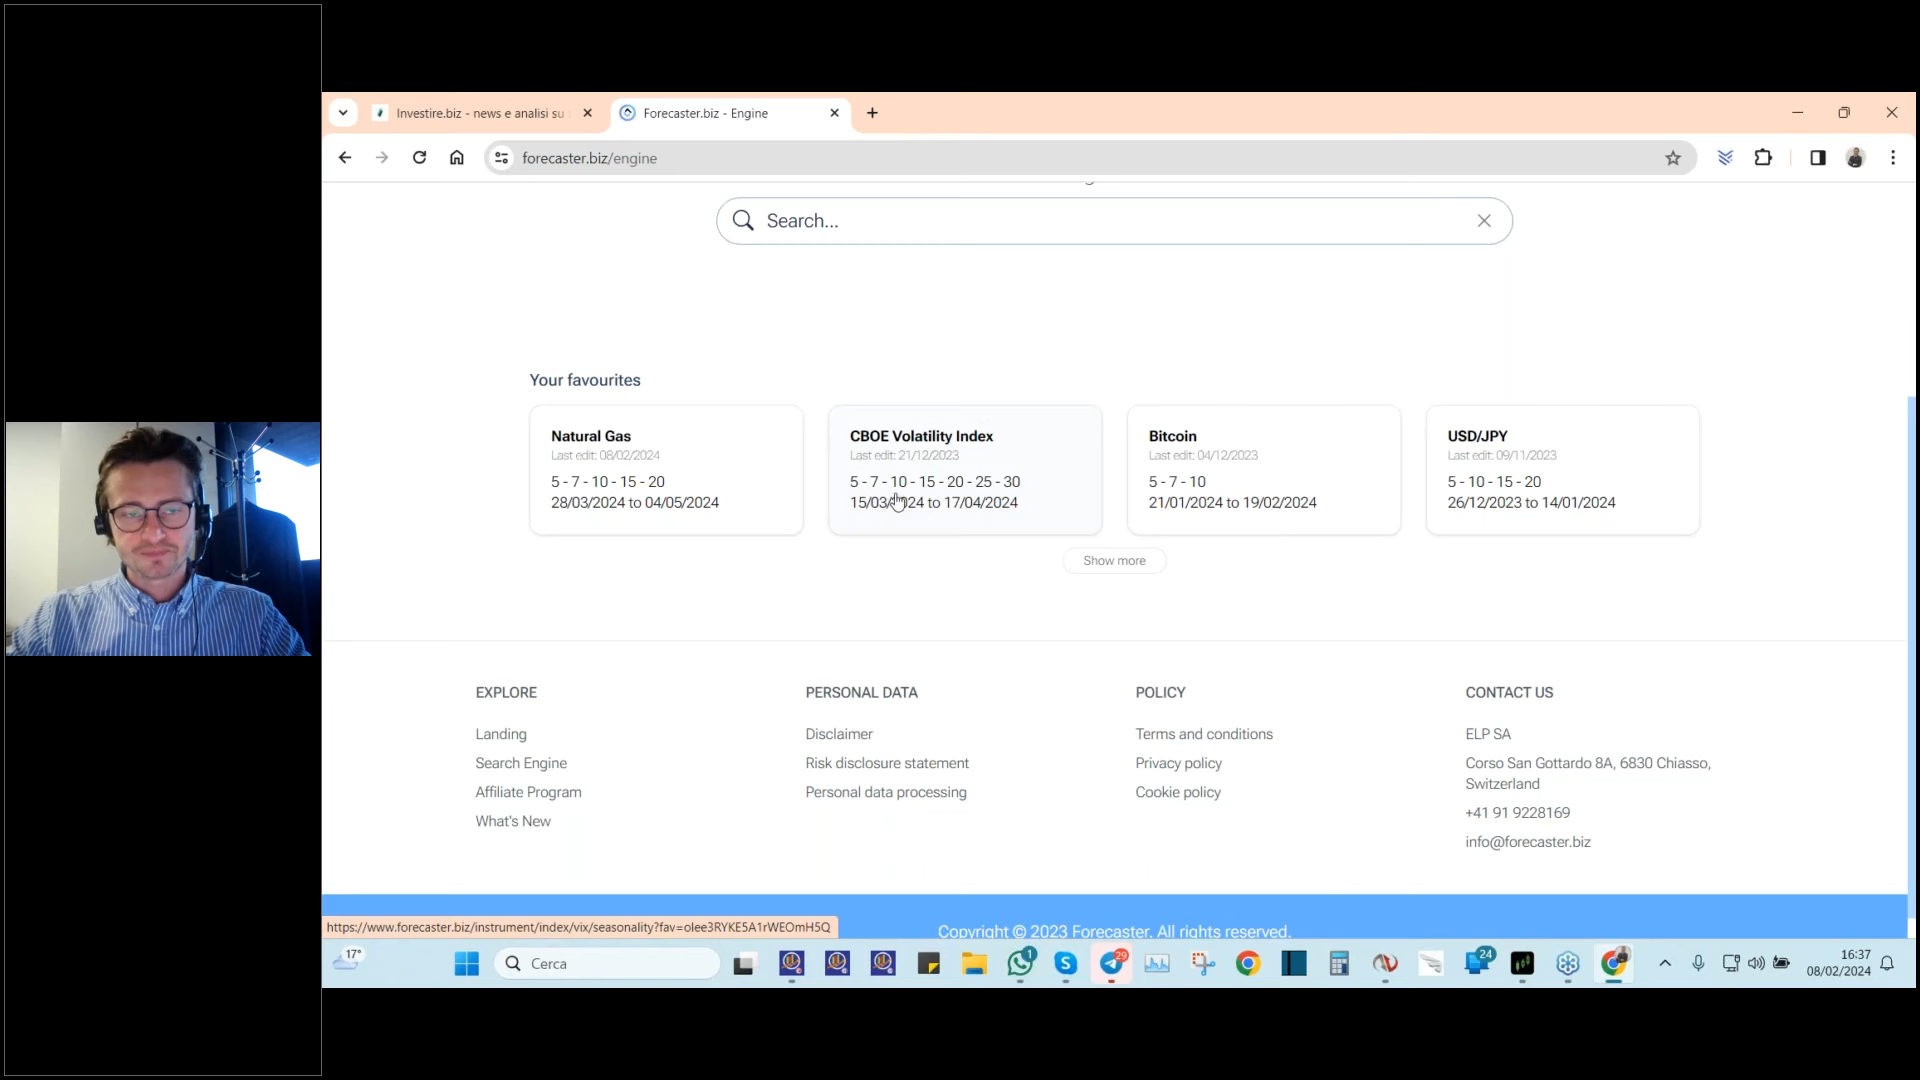 Investire.biz - news e analisi su
Forecaster.biz - Engine
forecaster.biz/engine
Search...
Your favourites
Natural Gas
Last edit: 08/02/2024
5 - 7 - 10 - 15 - 20
28/03/2024 to 04/05/2024
CBOE Volatility Index
Last edit: 21/12/2023
5 - 7 - 10 - 15 - 20 - 25 - 30
15/03/2024 to 17/04/2024
Bitcoin
Last edit: 04/12/2023
5 - 7 - 10
21/01/2024 to 19/02/2024
USD/JPY
Last edit: 09/11/2023
5 - 10 - 15 - 20
26/12/2023 to 14/01/2024
Show more
EXPLORE
Landing
Search Engine
Affiliate Program
What's New
PERSONAL DATA
Disclaimer
Risk disclosure statement
Personal data processing
POLICY
Terms and conditions
Privacy policy
Cookie policy
CONTACT US
ELP SA
Corso San Gottardo 8A, 6830 Chiasso,
Switzerland
+41 91 9228169
info@forecaster.biz
https://www.forecaster.biz/instrument/index/vix/seasonality?fav=olee3RYKE5A1rWEOmH5Q
Copyright © 2023 Forecaster. All rights reserved.
17°
Cerca
1
29
24
16:37
08/02/2024